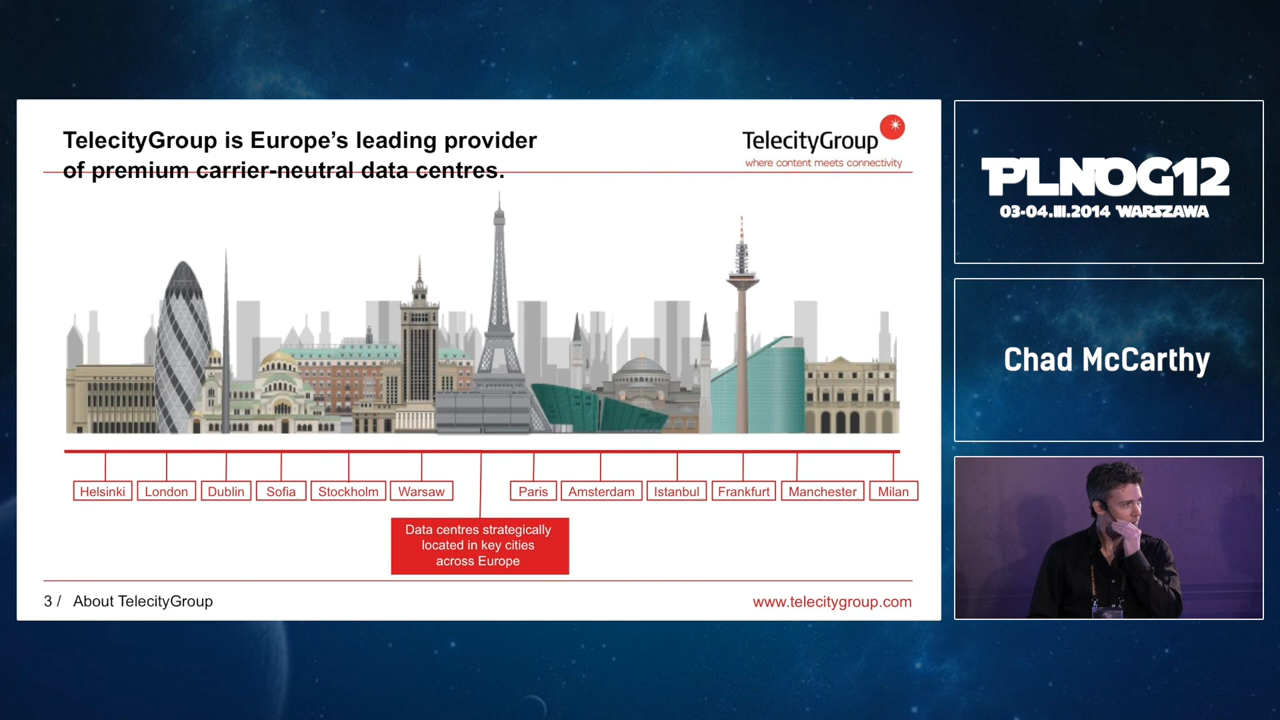 TelecityGroup is Europe’s leading provider
of premium carrier-neutral data centres.
TelecityGroup
where content meets connectivity
Helsinki
London
Dublin
Sofia
Stockholm
Warsaw
Paris
Amsterdam
Istanbul
Frankfurt
Manchester
Milan
Data centres strategically
located in key cities
across Europe
3 / About TelecityGroup
www.telecitygroup.com
PLNOG12
03-04.III.2014 WARSZAWA
Chad McCarthy